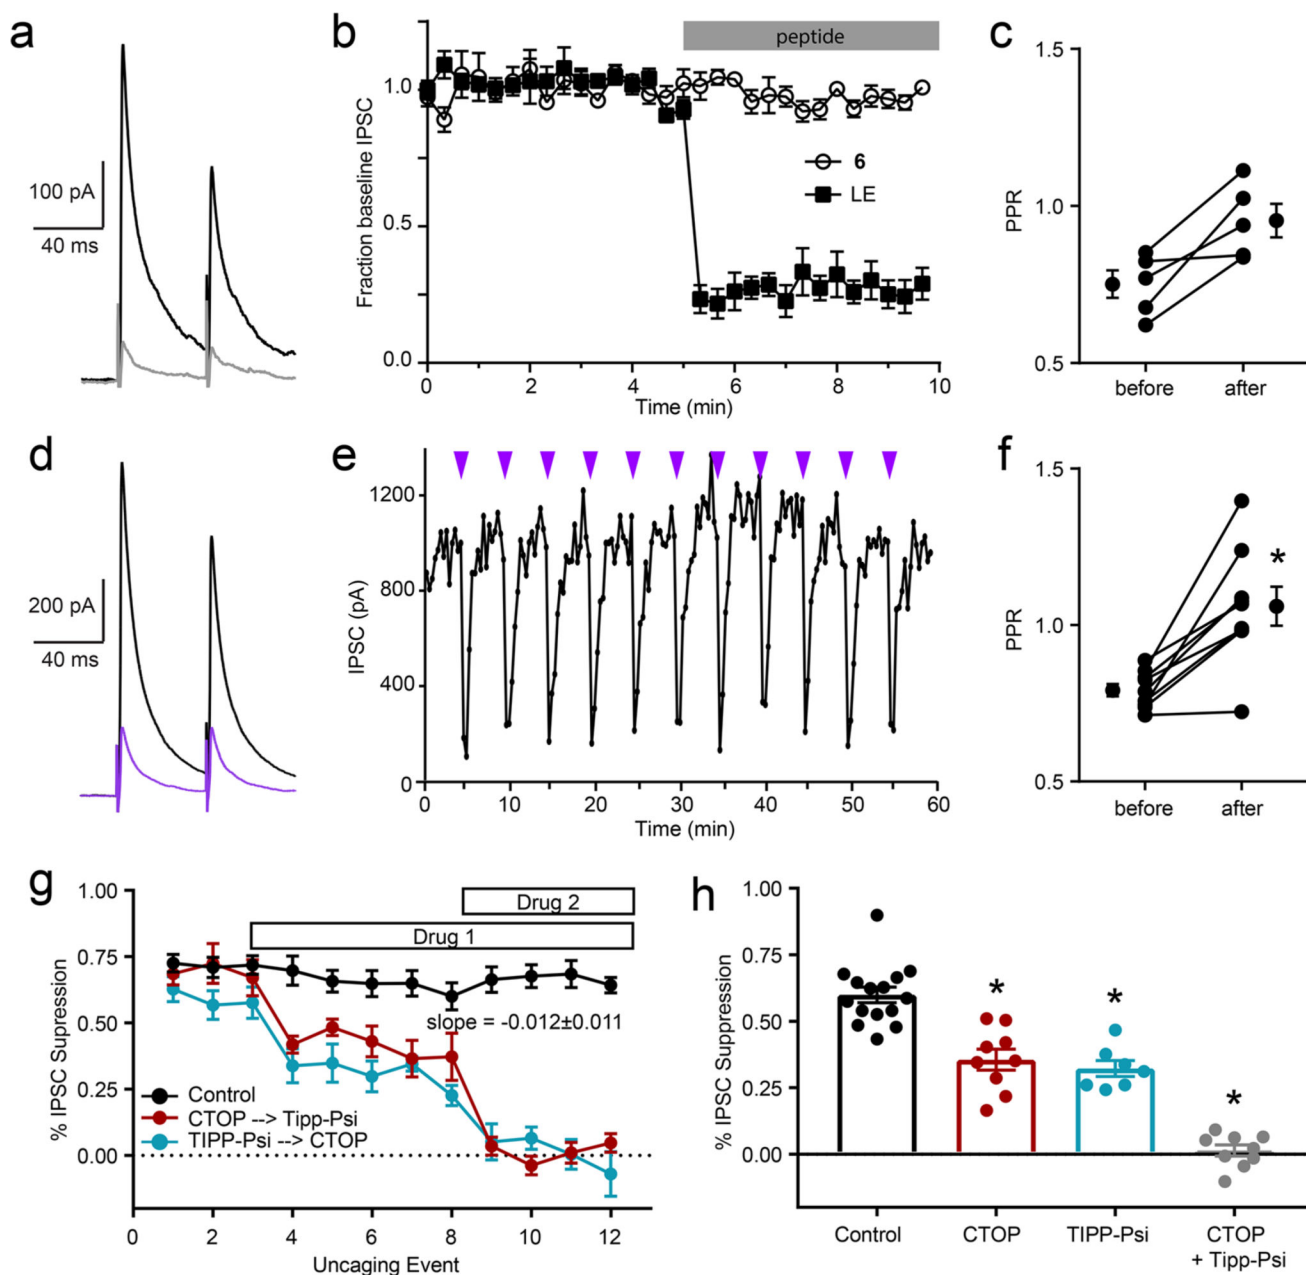 a
100 pA
40 ms
b
peptide
Fraction baseline IPSC
1.0
0.5
0.0
6
LE
0 2 4 6 8 10
Time (min)
c
PPR
1.5
1.0
0.5
before after
d
200 pA
40 ms
e
IPSC (pA)
1200
800
400
0
0 10 20 30 40 50 60
Time (min)
f
PPR
1.5
1.0
0.5
*
before after
g
% IPSC Supression
1.00
0.75
0.50
0.25
0.00
Drug 2
Drug 1
slope = -0.012±0.011
Control
CTOP --> Tipp-Psi
TIPP-Psi --> CTOP
0 2 4 6 8 10 12
Uncaging Event
h
% IPSC Supression
1.00
0.75
0.50
0.25
0.00
* * *
Control CTOP TIPP-Psi CTOP
+ Tipp-Psi